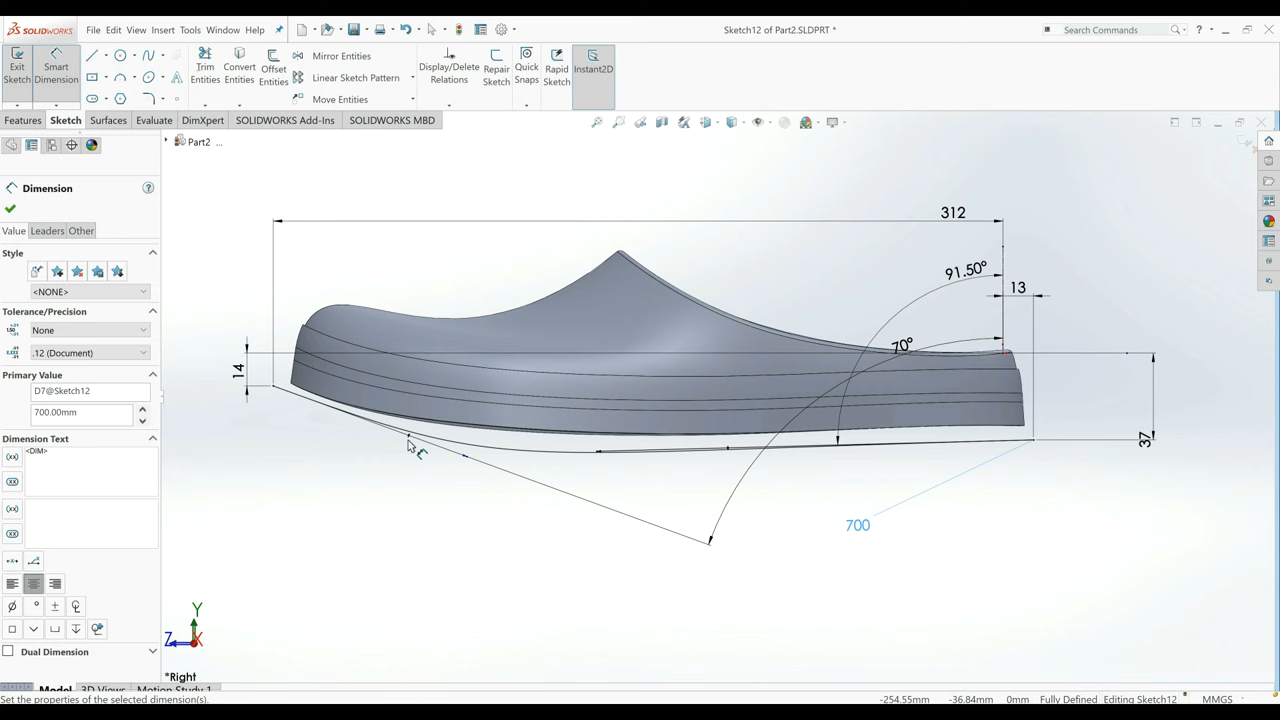 SOLIDWORKS
File Edit View Insert Tools Window Help
Sketch12 of Part2.SLDPRT *
Search Commands
Exit Sketch
Smart Dimension
Trim Entities
Convert Entities
Offset Entities
Mirror Entities
Linear Sketch Pattern
Move Entities
Display/Delete Relations
Repair Sketch
Quick Snaps
Rapid Sketch
Instant2D
Features Sketch Surfaces Evaluate DimXpert SOLIDWORKS Add-Ins SOLIDWORKS MBD
Part2 ...
Dimension
Value Leaders Other
Style
<NONE>
Tolerance/Precision
None
.12 (Document)
Primary Value
D7@Sketch12
700.00mm
Dimension Text
<DIM>
Dual Dimension
312
91.50°
13
70°
14
37
700
Y
Z
X
*Right
Model 3D Views Motion Study 1
Set the properties of the selected dimension(s).
-254.55mm -36.84mm 0mm Fully Defined Editing Sketch12 MMGS